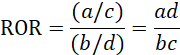 ROR = (a/c)/(b/d) = ad/bc